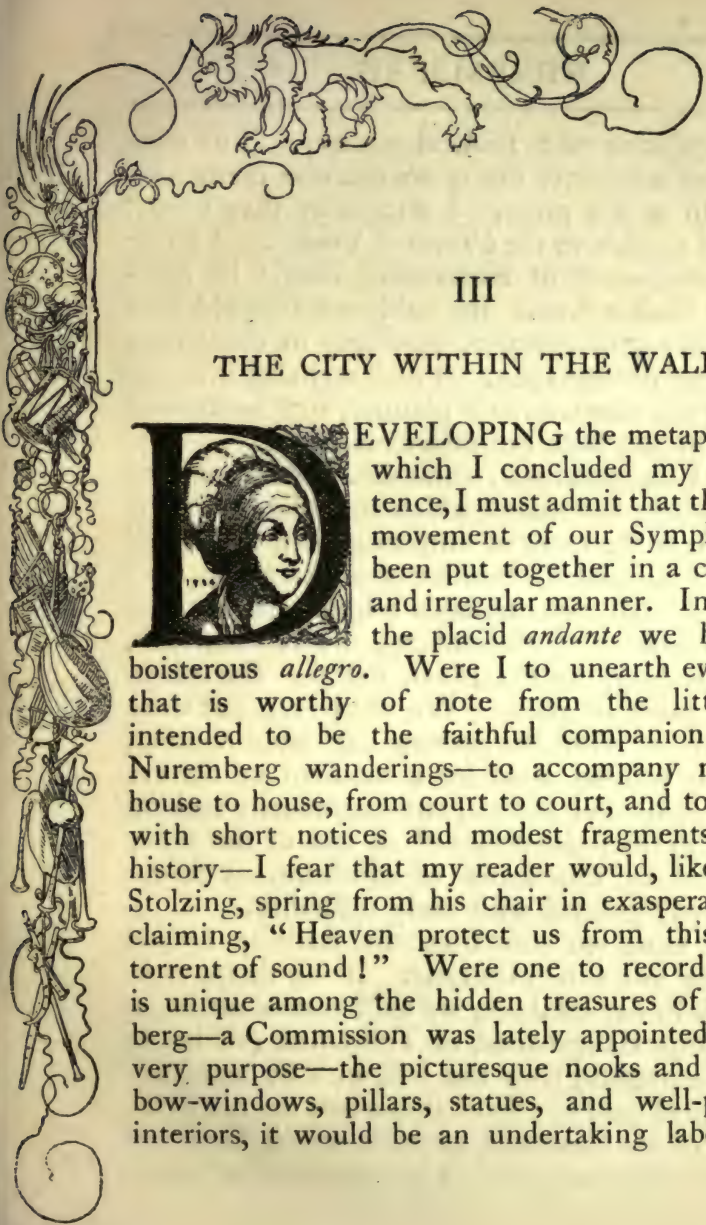 III
THE CITY WITHIN THE WALL
DEVELOPING the metap
which I concluded my
tence, I must admit that th
movement of our Symp
been put together in a c
and irregular manner. In
the placid andante we h
boisterous allegro. Were I to unearth ev
that is worthy of note from the litt
intended to be the faithful companion
Nuremberg wanderings—to accompany
house to house, from court to court, and to
with short notices and modest fragments
history—I fear that my reader would, like
Stolzing, spring from his chair in exaspera
claiming, “Heaven protect us from this
torrent of sound!” Were one to record
is unique among the hidden treasures of
berg—a Commission was lately appointed
very purpose—the picturesque nooks and
bow-windows, pillars, statues, and well-p
interiors, it would be an undertaking lab